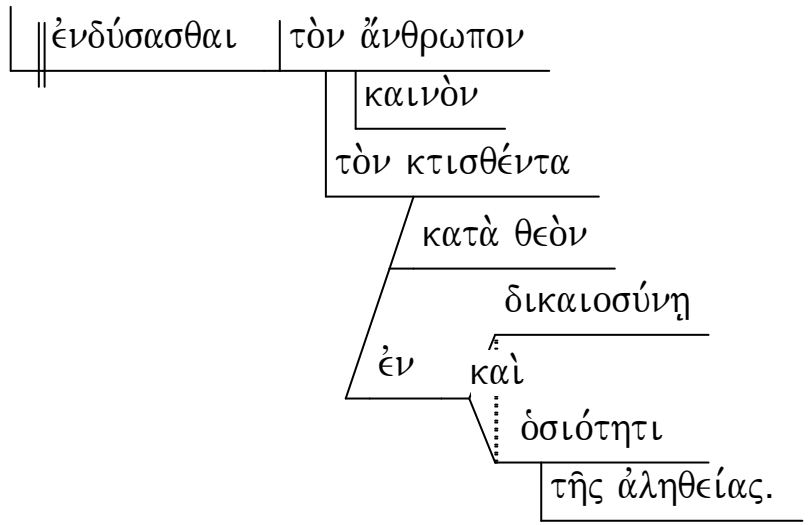 ἐνδύσασθαι τὸν ἄνθρωπον
καινὸν
τὸν κτισθέντα
κατὰ θεὸν
δικαιοσύνῃ
ἐν καὶ
ὁσιότητι
τῆς ἀληθείας.